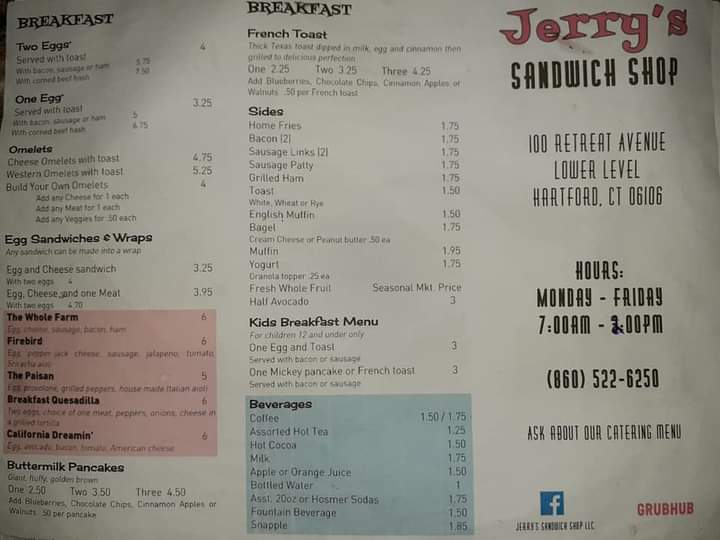 BREAKFAST
Two Eggs* 4
Served with toast
With bacon, sausage or ham 5.75
With corned beef hash 7.50
One Egg* 3.25
Served with toast
With bacon, sausage or ham 5
With corned beef hash 6.75
Omelets
Cheese Omelets with toast 4.75
Western Omelets with toast 5.25
Build Your Own Omelets 4
Add any Cheese for 1 each
Add any Meat for 1 each
Add any Veggies for .50 each
Egg Sandwiches & Wraps
Any sandwich can be made into a wrap
Egg and Cheese sandwich 3.25
With two eggs 4
Egg, Cheese, and one Meat 3.95
With two eggs 4.70
The Whole Farm 6
Egg, cheese, sausage, bacon, ham
Firebird 6
Egg, pepper jack cheese, sausage, jalapeno, tomato,
Sriracha aioli
The Paisan 5
Egg, provolone, grilled peppers, house made Italian aioli
Breakfast Quesadilla 6
Two eggs, choice of one meat, peppers, onions, cheese in
a grilled tortilla
California Dreamin' 6
Egg, avocado, bacon, tomato, American cheese
Buttermilk Pancakes
Giant, fluffy, golden brown
One 2.50 Two 3.50 Three 4.50
Add Blueberries, Chocolate Chips, Cinnamon Apples or
Walnuts .50 per pancake
BREAKFAST
French Toast
Thick Texas toast dipped in milk, egg and cinnamon then
grilled to delicious perfection
One 2.25 Two 3.25 Three 4.25
Add Blueberries, Chocolate Chips, Cinnamon Apples or
Walnuts .50 per French toast
Sides
Home Fries 1.75
Bacon (2) 1.75
Sausage Links (2) 1.75
Sausage Patty 1.75
Grilled Ham 1.75
Toast 1.50
White, Wheat or Rye
English Muffin 1.50
Bagel 1.75
Cream Cheese or Peanut butter .50 ea
Muffin 1.95
Yogurt 1.75
Granola topper .25 ea
Fresh Whole Fruit Seasonal Mkt. Price
Half Avocado 3
Kids Breakfast Menu
For children 12 and under only
One Egg and Toast 3
Served with bacon or sausage
One Mickey pancake or French toast 3
Served with bacon or sausage
Beverages
Coffee 1.50 / 1.75
Assorted Hot Tea 1.25
Hot Cocoa 1.50
Milk 1.75
Apple or Orange Juice 1.50
Bottled Water 1
Asst. 20oz or Hosmer Sodas 1.75
Fountain Beverage 1.50
Snapple 1.85
Jerry's
SANDWICH SHOP
100 RETREAT AVENUE
LOWER LEVEL
HARTFORD, CT 06106
HOURS:
MONDAY - FRIDAY
7:00AM - :00PM
(860) 522-6250
ASK ABOUT OUR CATERING MENU
f
JERRY'S SANDWICH SHOP LLC
GRUBHUB